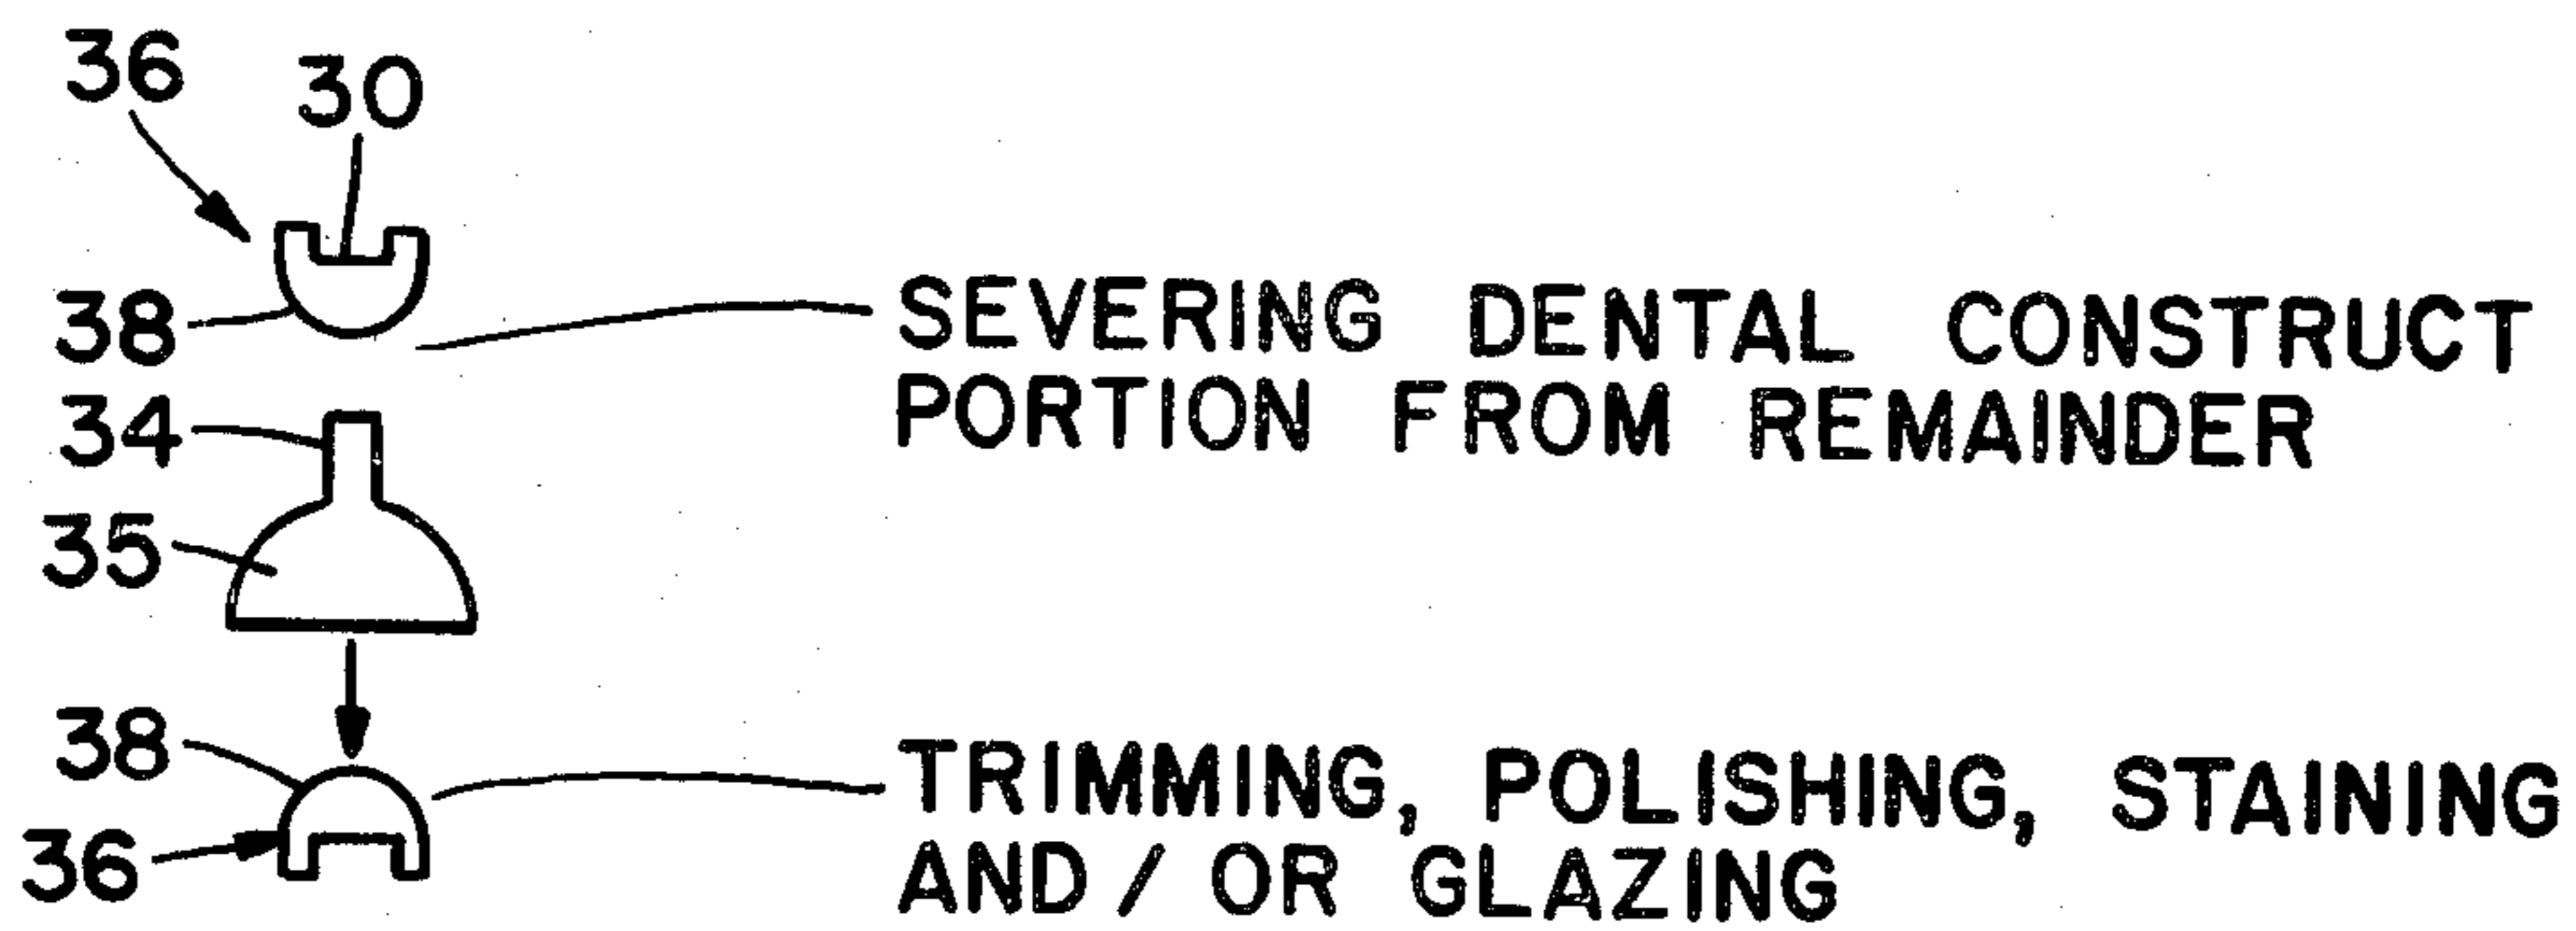 36
30
38
SEVERING DENTAL CONSTRUCT
PORTION FROM REMAINDER
34
35
38
TRIMMING, POLISHING, STAINING
AND / OR GLAZING
36